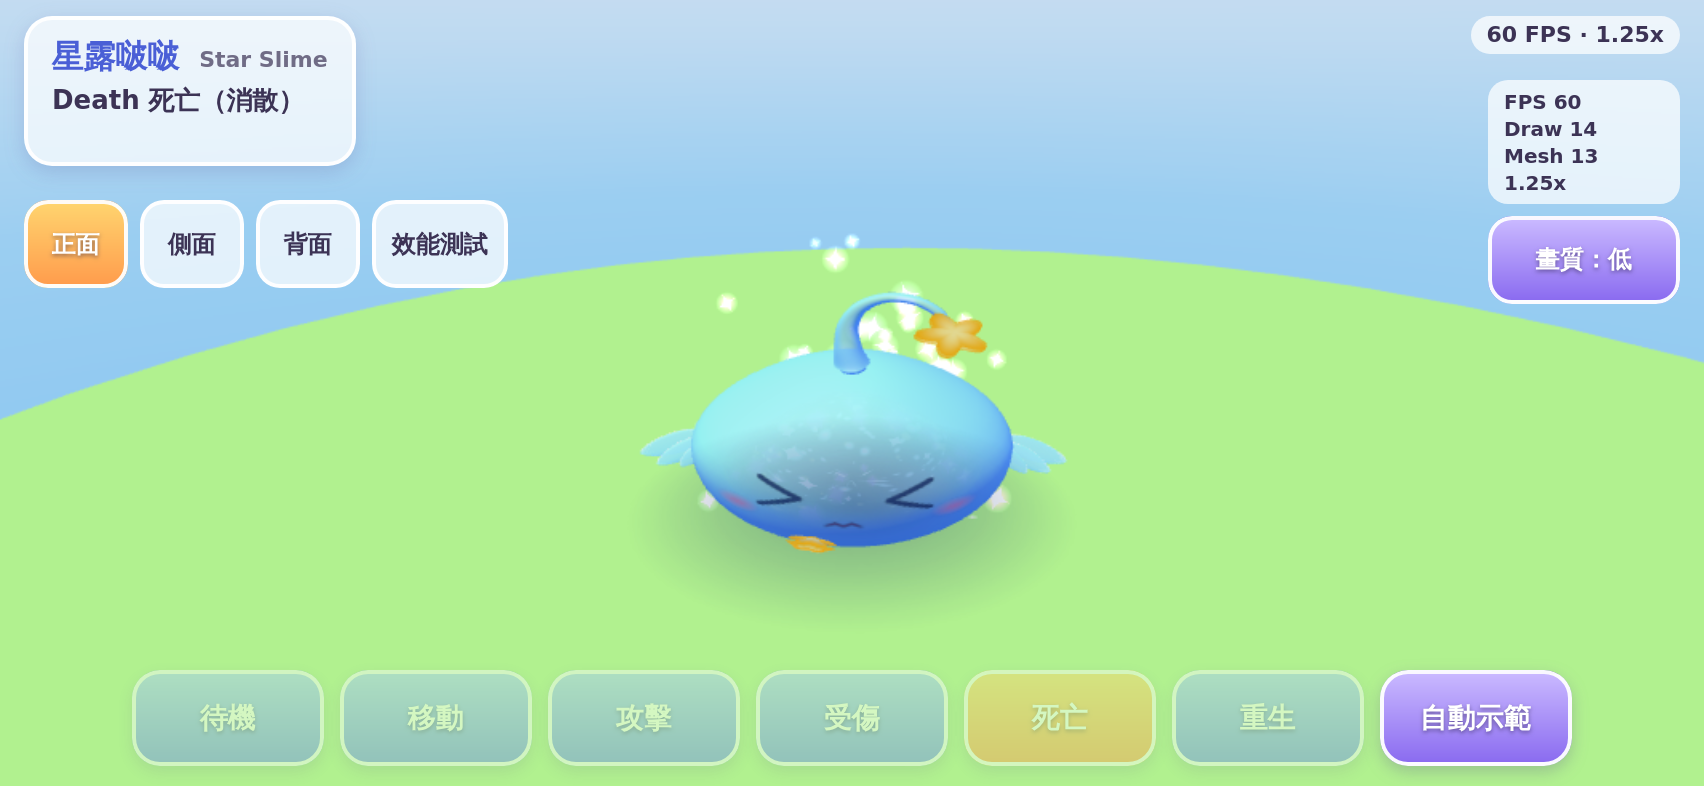 星露啵啵 Star Slime
Death 死亡（消散）
60 FPS · 1.25x
FPS 60
Draw 14
Mesh 13
1.25x
正面
側面
背面
效能測試
畫質：低
待機
移動
攻擊
受傷
死亡
重生
自動示範